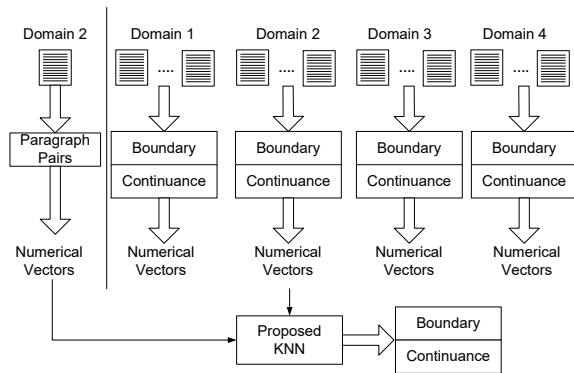 Domain 2
Domain 1
Domain 2
Domain 3
Domain 4
....
....
....
....
Paragraph
Pairs
Boundary
Continuance
Boundary
Continuance
Boundary
Continuance
Boundary
Continuance
Numerical
Vectors
Numerical
Vectors
Numerical
Vectors
Numerical
Vectors
Numerical
Vectors
Proposed
KNN
Boundary
Continuance